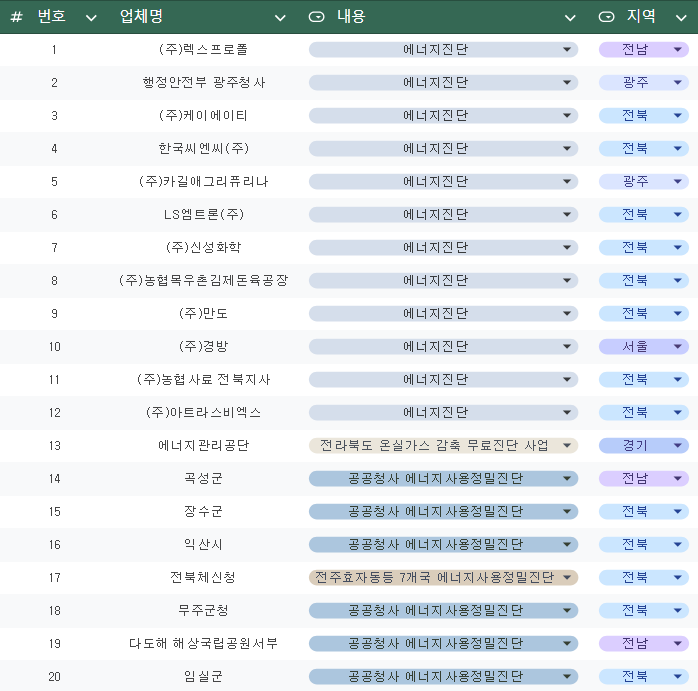 # 번호 업체명 내용 지역
1 (주)렉스프로폴 에너지진단 전남
2 행정안전부 광주청사 에너지진단 광주
3 (주)케이에이티 에너지진단 전북
4 한국씨엔씨(주) 에너지진단 전북
5 (주)카길애그리퓨리나 에너지진단 광주
6 LS엠트론(주) 에너지진단 전북
7 (주)신성화학 에너지진단 전북
8 (주)농협목우촌김제돈육공장 에너지진단 전북
9 (주)만도 에너지진단 전북
10 (주)경방 에너지진단 서울
11 (주)농협사료 전북지사 에너지진단 전북
12 (주)아트라스비엑스 에너지진단 전북
13 에너지관리공단 전라북도 온실가스 감축 무료진단 사업 경기
14 곡성군 공공청사 에너지사용정밀진단 전남
15 장수군 공공청사 에너지사용정밀진단 전북
16 익산시 공공청사 에너지사용정밀진단 전북
17 전북체신청 전주효자동등 7개국 에너지사용정밀진단 전북
18 무주군청 공공청사 에너지사용정밀진단 전북
19 다도해 해상국립공원서부 공공청사 에너지사용정밀진단 전남
20 임실군 공공청사 에너지사용정밀진단 전북